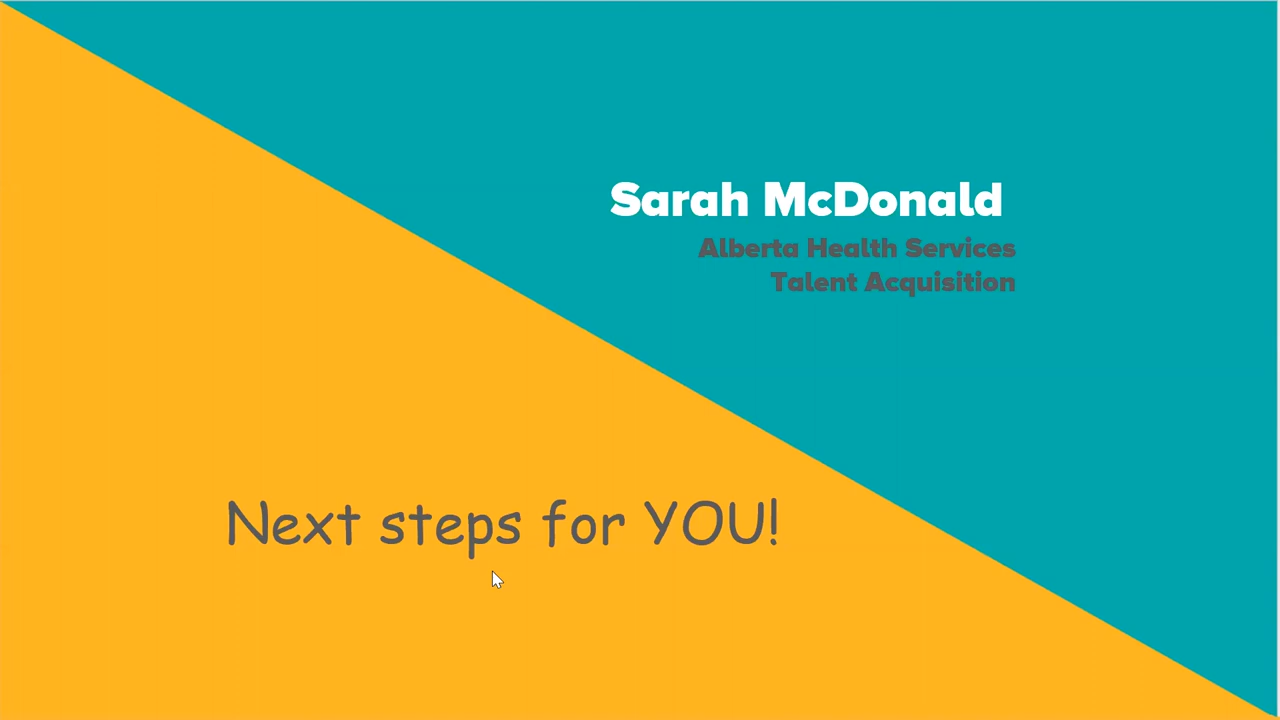 Sarah McDonald
Alberta Health Services
Talent Acquisition
Next steps for YOU!